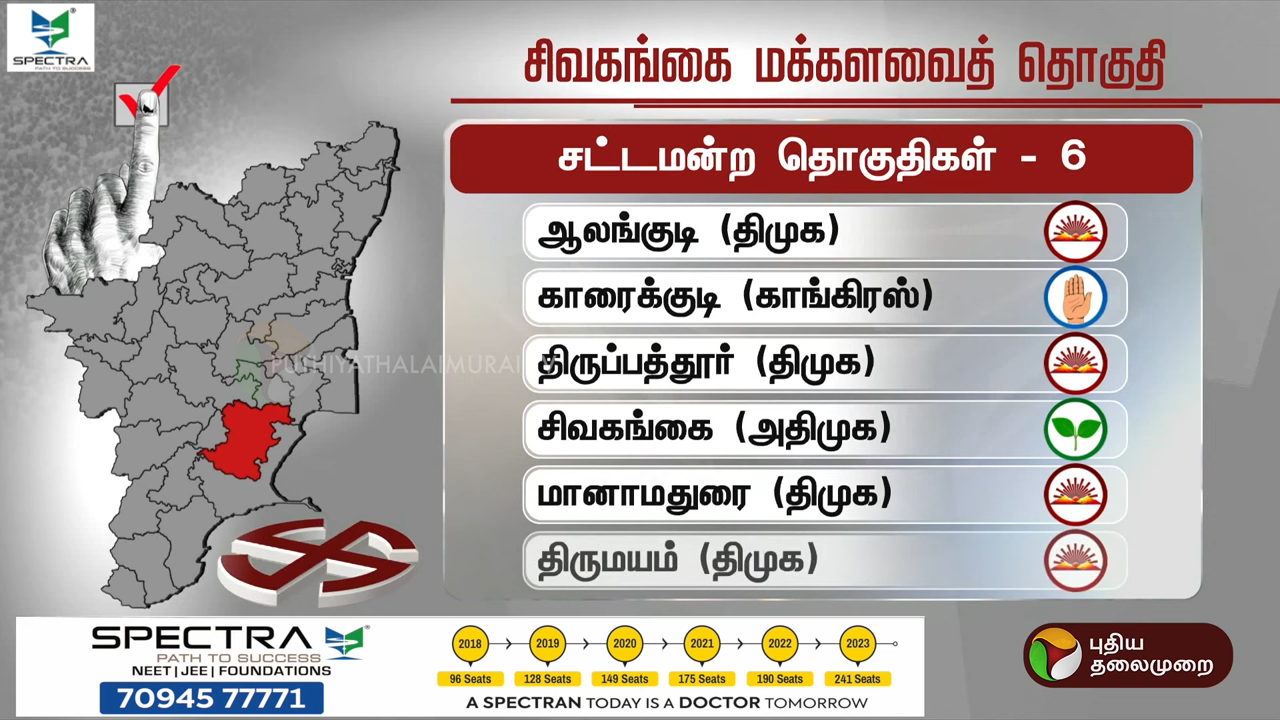 SPECTRA
PATH TO SUCCESS
சிவகங்கை மக்களவைத் தொகுதி
சட்டமன்ற தொகுதிகள் - 6
ஆலங்குடி (திமுக)
காரைக்குடி (காங்கிரஸ்)
PUTHIYATHALAIMURAI TV
திருப்பத்தூர் (திமுக)
சிவகங்கை (அதிமுக)
மானாமதுரை (திமுக)
திருமயம் (திமுக)
SPECTRA
PATH TO SUCCESS
NEET | JEE | FOUNDATIONS
70945 77771
2018 2019 2020 2021 2022 2023
96 Seats 128 Seats 149 Seats 175 Seats 190 Seats 241 Seats
A SPECTRAN TODAY IS A DOCTOR TOMORROW
புதிய
தலைமுறை